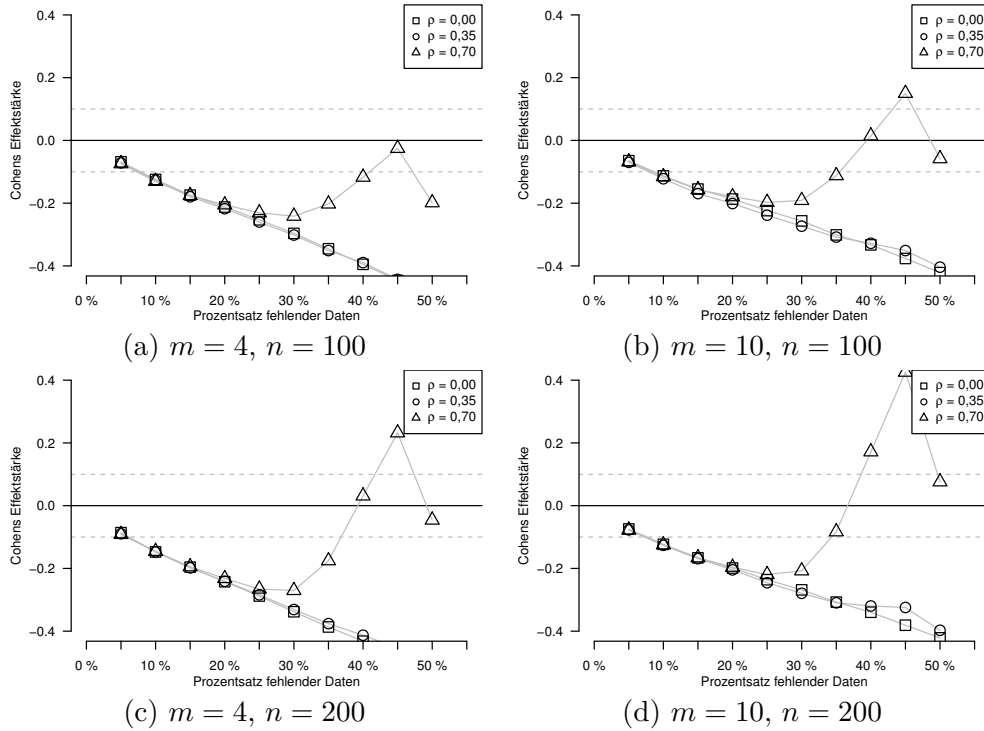 0.4
0.2
0.0
−0.2
−0.4
Cohens Effektstärke
ρ = 0,00
ρ = 0,35
ρ = 0,70
0 %
10 %
20 %
30 %
40 %
50 %
Prozentsatz fehlender Daten
(a) m = 4, n = 100
0.4
0.2
0.0
−0.2
−0.4
Cohens Effektstärke
ρ = 0,00
ρ = 0,35
ρ = 0,70
0 %
10 %
20 %
30 %
40 %
50 %
Prozentsatz fehlender Daten
(b) m = 10, n = 100
0.4
0.2
0.0
−0.2
−0.4
Cohens Effektstärke
ρ = 0,00
ρ = 0,35
ρ = 0,70
0 %
10 %
20 %
30 %
40 %
50 %
Prozentsatz fehlender Daten
(c) m = 4, n = 200
0.4
0.2
0.0
−0.2
−0.4
Cohens Effektstärke
ρ = 0,00
ρ = 0,35
ρ = 0,70
0 %
10 %
20 %
30 %
40 %
50 %
Prozentsatz fehlender Daten
(d) m = 10, n = 200